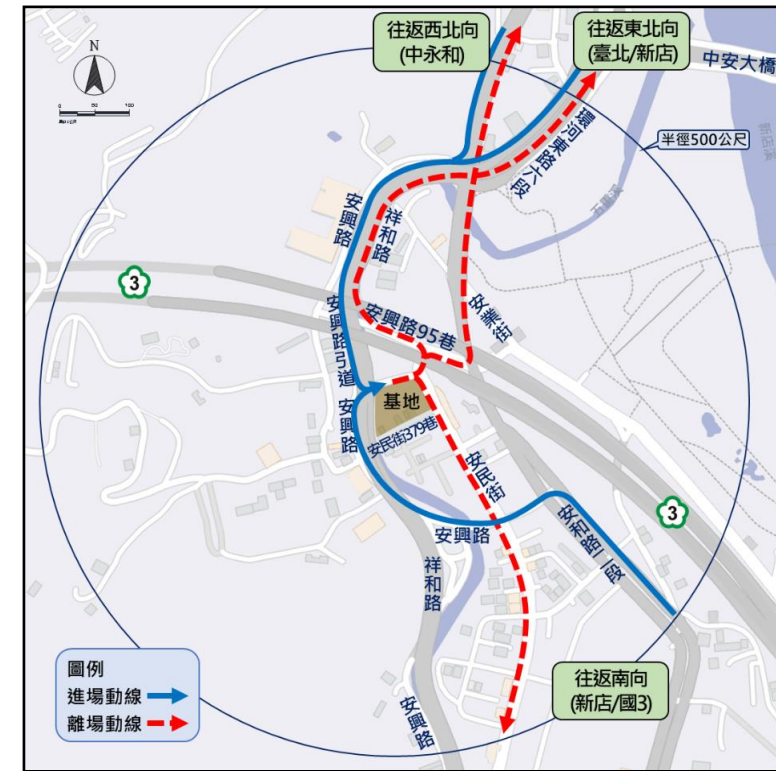 往返西北向
(中永和)
往返東北向
(臺北/新店)
中安大橋
N
0 50 100
半徑500公尺
環河東路六段
安興路
祥和路
3
安興路95巷
安業街
安興路引道
基地
安興路
安民街379巷
安民街
3
安興路
安和路二段
祥和路
圖例
進場動線
離場動線
往返南向
(新店/國3)
安興路